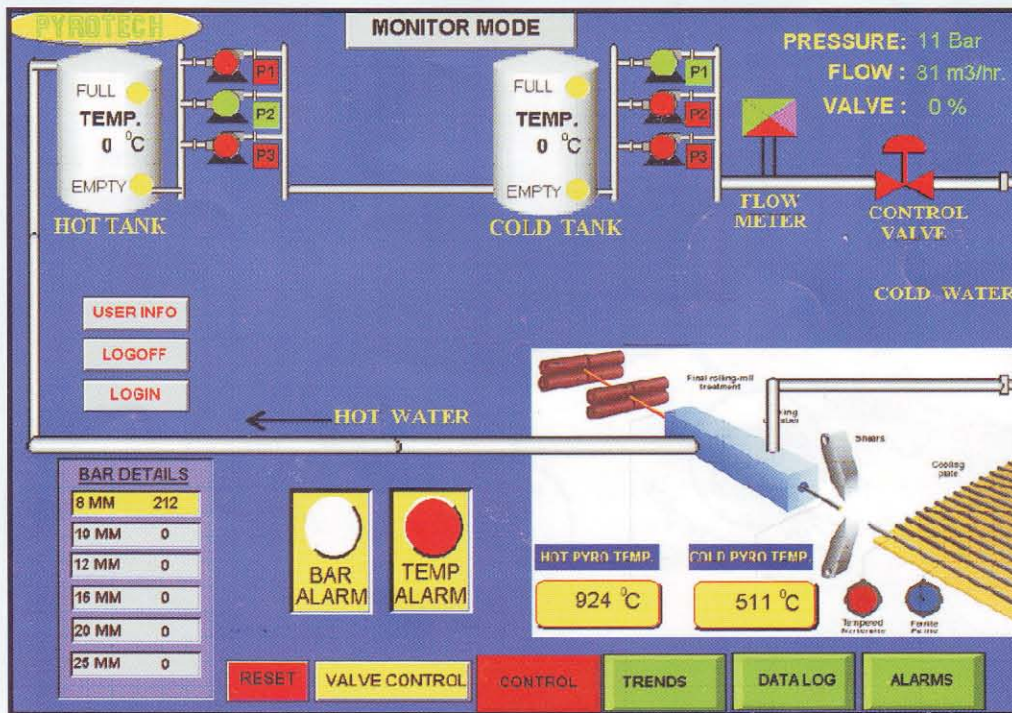 PYROTECH
MONITOR MODE
PRESSURE: 11 Bar
FLOW : 81 m3/hr.
VALVE : 0 %
FULL
TEMP.
0 °C
EMPTY
HOT TANK
P1
P2
P3
FULL
TEMP.
0 °C
EMPTY
COLD TANK
P1
P2
P3
FLOW
METER
CONTROL
VALVE
COLD WATER
USER INFO
LOGOFF
LOGIN
HOT WATER
Final rolling-mill
treatment
Shears
Cooling
plate
BAR DETAILS
8 MM 212
10 MM 0
12 MM 0
16 MM 0
20 MM 0
25 MM 0
BAR
ALARM
TEMP
ALARM
HOT PYRO TEMP.
924 °C
COLD PYRO TEMP.
511 °C
Tempered
Ferrite
RESET
VALVE CONTROL
CONTROL
TRENDS
DATA LOG
ALARMS